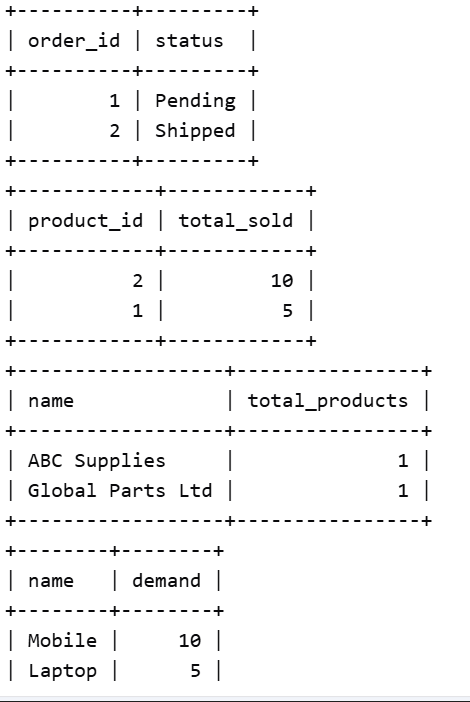 +----------+---------+
| order_id | status  |
+----------+---------+
|        1 | Pending |
|        2 | Shipped |
+----------+---------+
+------------+------------+
| product_id | total_sold |
+------------+------------+
|          2 |         10 |
|          1 |          5 |
+------------+------------+
+------------------+----------------+
| name             | total_products |
+------------------+----------------+
| ABC Supplies     |              1 |
| Global Parts Ltd |              1 |
+------------------+----------------+
+--------+--------+
| name   | demand |
+--------+--------+
| Mobile |     10 |
| Laptop |      5 |